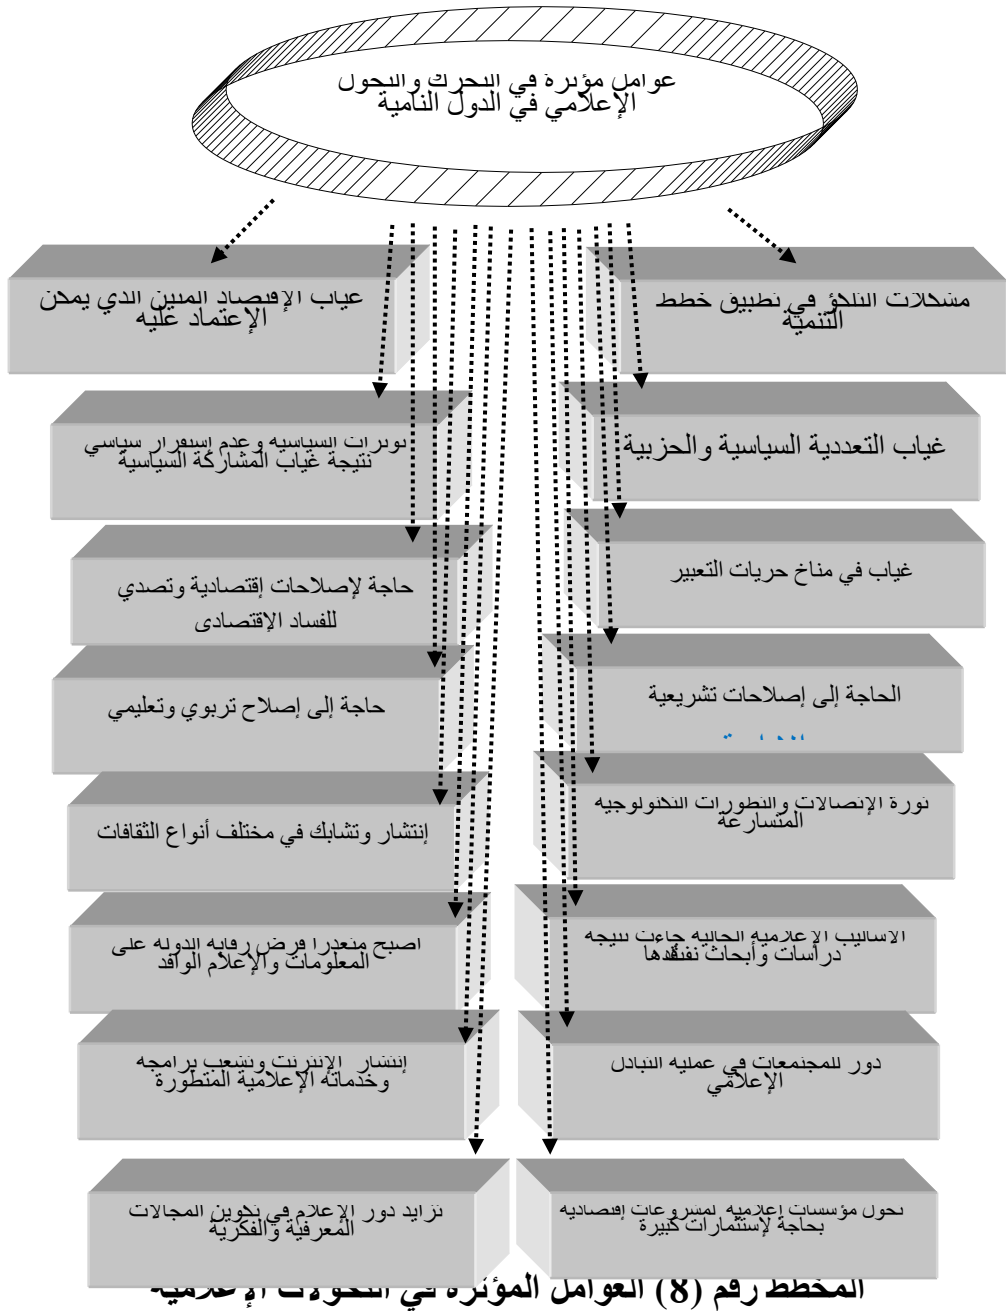 عوامل مؤثرة في التحرك والتحول
الإعلامي في الدول النامية
مشكلات التلكؤ في تطبيق خطط
التنمية
غياب الإقتصاد المتين الذي يمكن
الإعتماد عليه
غياب التعددية السياسية والحزبية
توترات السياسية وعدم إستقرار سياسي
نتيجة غياب المشاركة السياسية
غياب في مناخ حريات التعبير
حاجة لإصلاحات إقتصادية وتصدي
للفساد الإقتصادي
الحاجة إلى إصلاحات تشريعية
حاجة إلى إصلاح تربوي وتعليمي
ثورة الإتصالات والتطورات التكنولوجية
المتسارعة
إنتشار وتشابك في مختلف أنواع الثقافات
الأساليب الإعلامية الحالية جاءت نتيجة
دراسات وأبحاث نفتقدها
أصبح متعذرا فرض رقابة الدولة على
المعلومات والإعلام الوافد
دور للمجتمعات في عملية التبادل
الإعلامي
إنتشار الإنترنت وتشعب برامجه
وخدماته الإعلامية المتطورة
تحول مؤسسات إعلامية لمشروعات إقتصادية
بحاجة لإستثمارات كبيرة
تزايد دور الإعلام في تكوين المجالات
المعرفية والفكرية
المخطط رقم (8) العوامل المؤثرة في التحولات الإعلامية